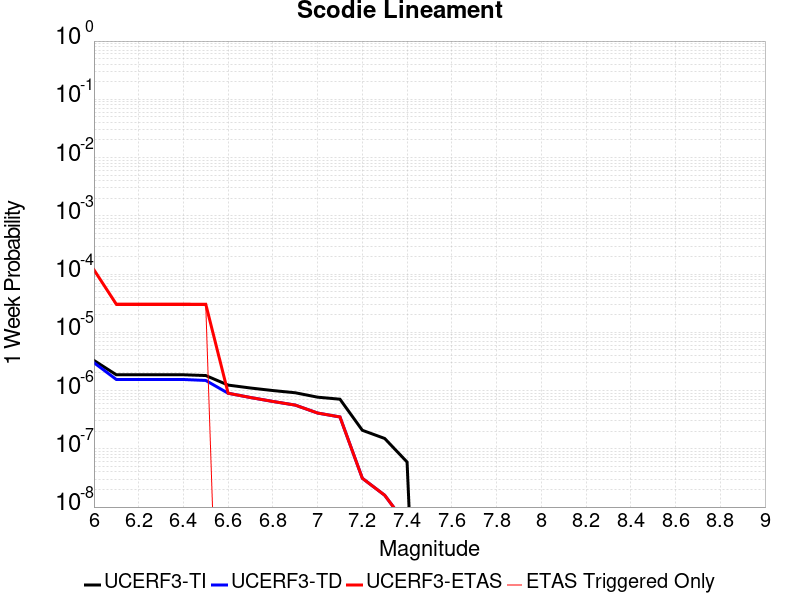 Scodie Lineament
10^0
10^-1
10^-2
10^-3
10^-4
10^-5
10^-6
10^-7
10^-8
1 Week Probability
6 6.2 6.4 6.6 6.8 7 7.2 7.4 7.6 7.8 8 8.2 8.4 8.6 8.8 9
Magnitude
UCERF3-TI UCERF3-TD UCERF3-ETAS ETAS Triggered Only